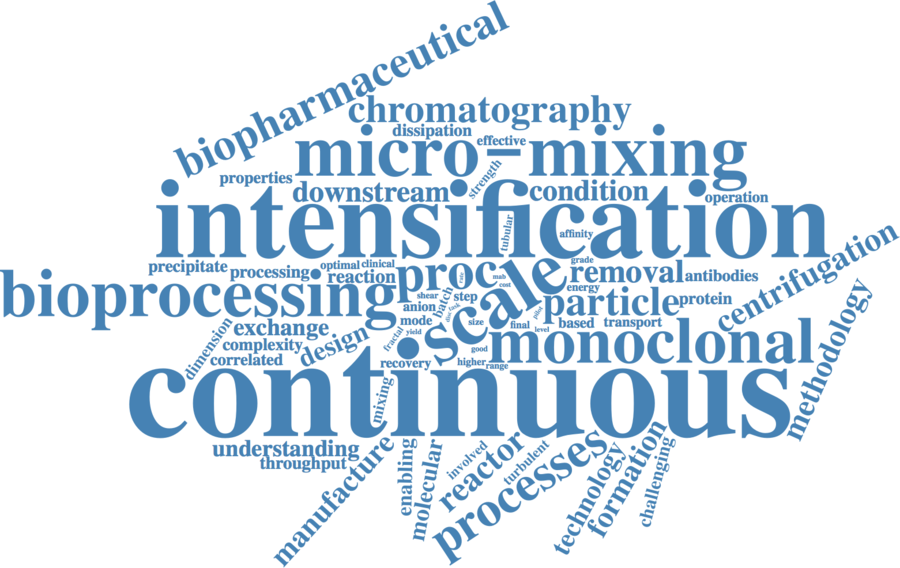 biopharmaceutical
chromatography
dissipation
effective
micro-mixing
strength
properties
downstream
condition
operation
intensification
tubular
affinity
precipitate
processing
optimal
clinical
reaction
proc
mab
cost
grade
removal
antibodies
energy
centrifugation
bioprocessing
shear
batch
step
scale
particle
protein
anion
mode
size
final
pilot
level
based
transport
methodology
dimension
exchange
complexity
correlated
design
fractal
yield
recovery
good
higher
range
monoclonal
continuous
mixing
understanding
throughput
manufacture
enabling
molecular
involved
reactor
turbulent
processes
technology
formation
challenging